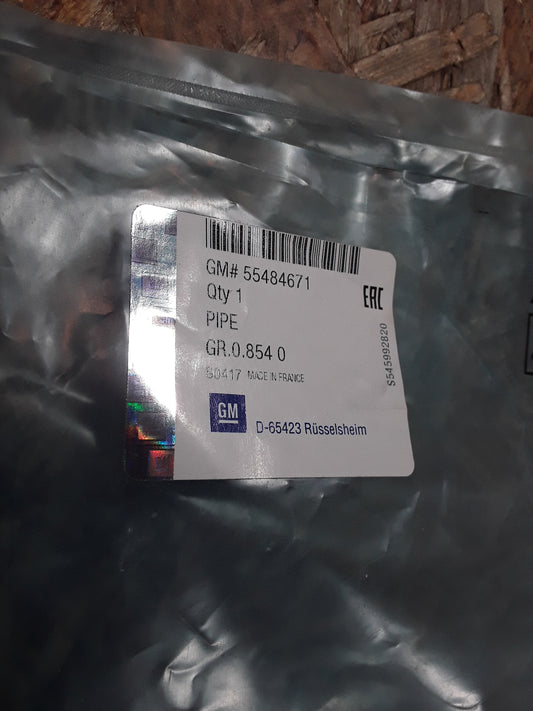 GM# 55484671
Qty 1
EAC
PIPE
GR.0.854 0
S0417 MADE IN FRANCE
S545992820
GM
D-65423 Rüsselsheim